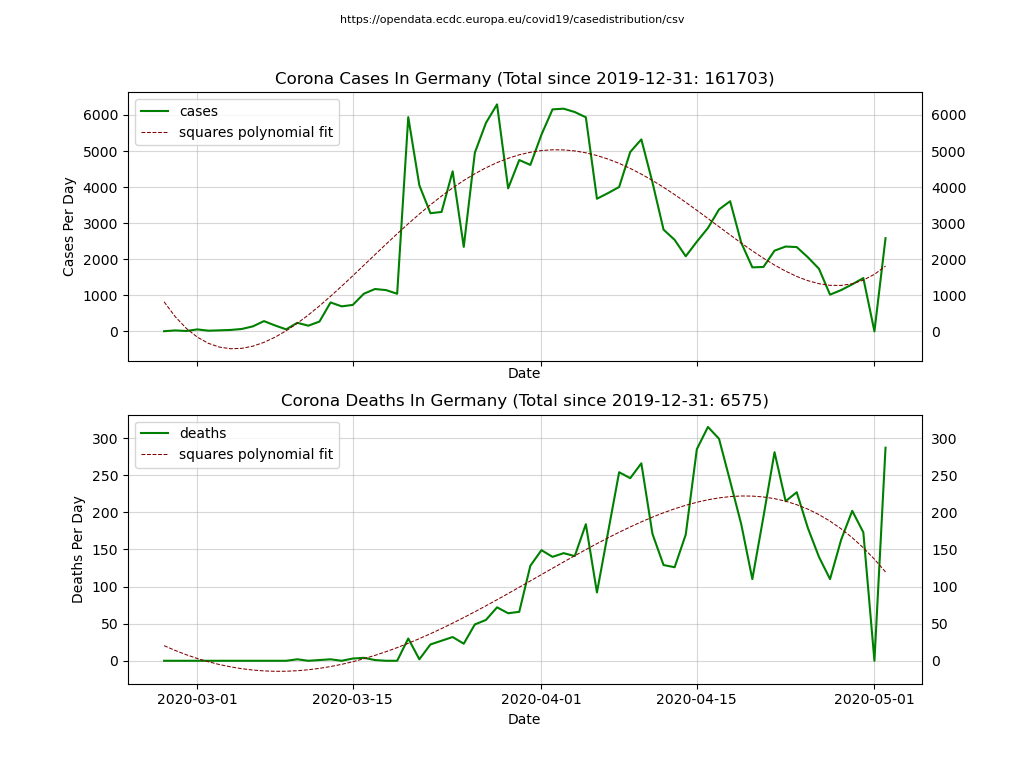 https://opendata.ecdc.europa.eu/covid19/casedistribution/csv
Corona Cases In Germany (Total since 2019-12-31: 161703)
cases
squares polynomial fit
Cases Per Day
6000
5000
4000
3000
2000
1000
0
6000
5000
4000
3000
2000
1000
0
Date
Corona Deaths In Germany (Total since 2019-12-31: 6575)
deaths
squares polynomial fit
Deaths Per Day
300
250
200
150
100
50
0
300
250
200
150
100
50
0
2020-03-01 2020-03-15 2020-04-01 2020-04-15 2020-05-01
Date